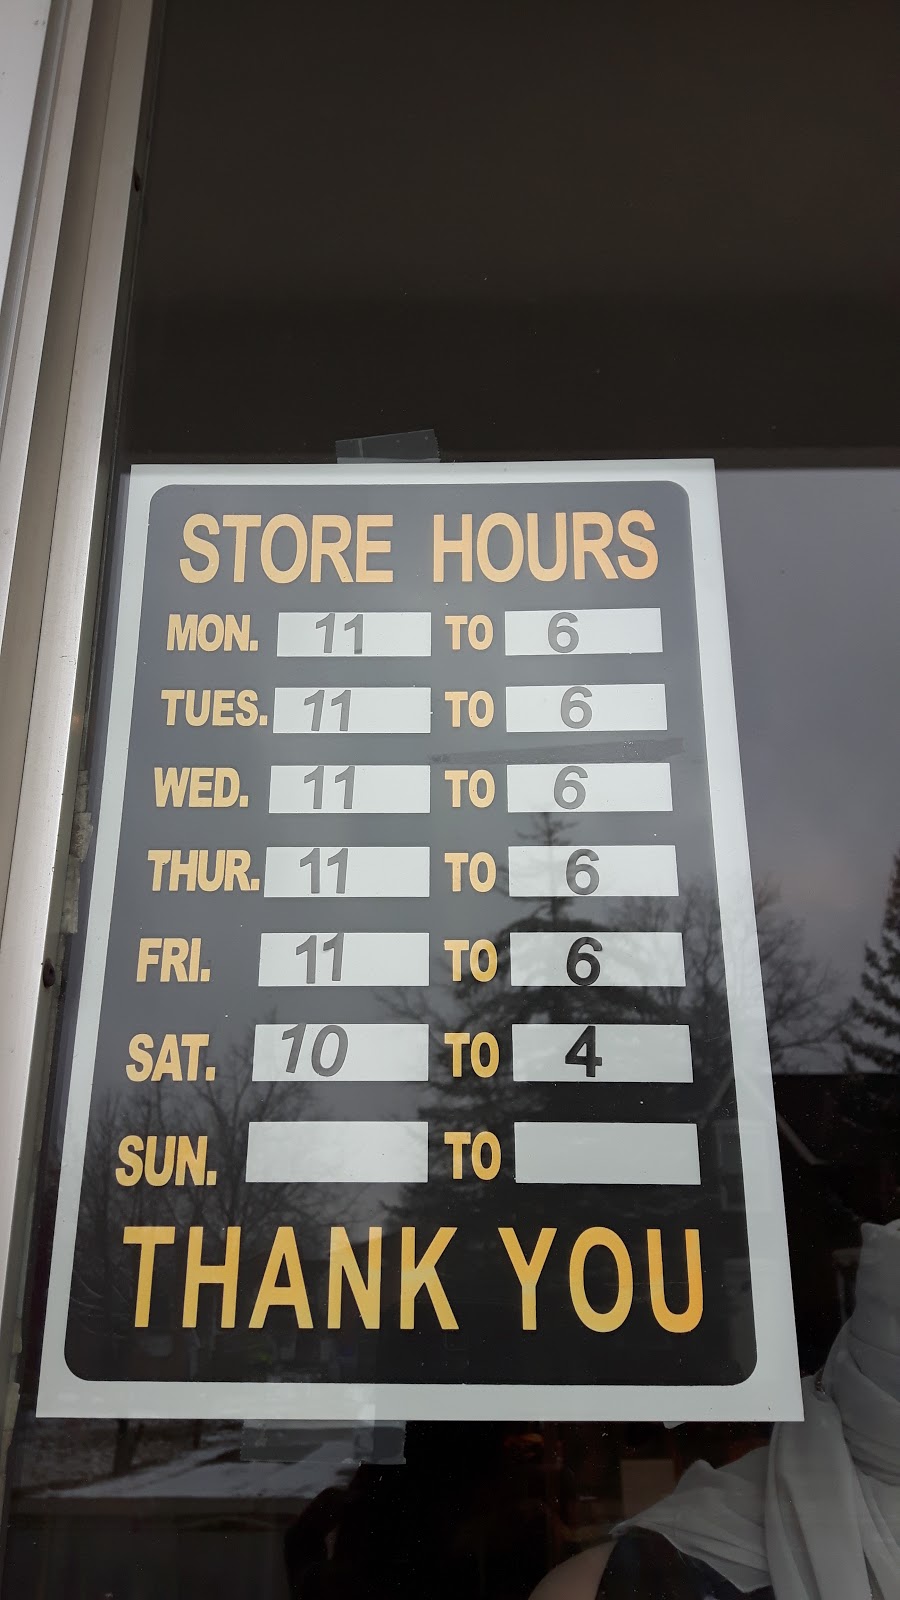 STORE HOURS
MON. 11 TO 6
TUES. 11 TO 6
WED. 11 TO 6
THUR. 11 TO 6
FRI. 11 TO 6
SAT. 10 TO 4
SUN. TO
THANK YOU